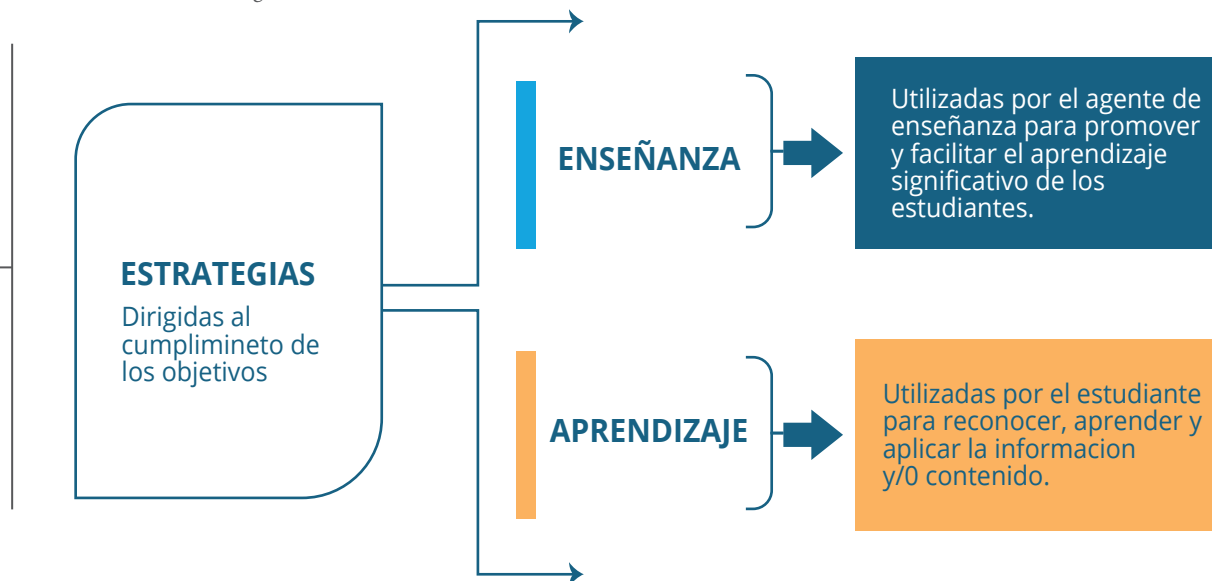 ESTRATEGIAS
Dirigidas al
cumplimineto de
los objetivos
ENSEÑANZA
Utilizadas por el agente de
enseñanza para promover
y facilitar el aprendizaje
significativo de los
estudiantes.
APRENDIZAJE
Utilizadas por el estudiante
para reconocer, aprender y
aplicar la informacion
y/0 contenido.